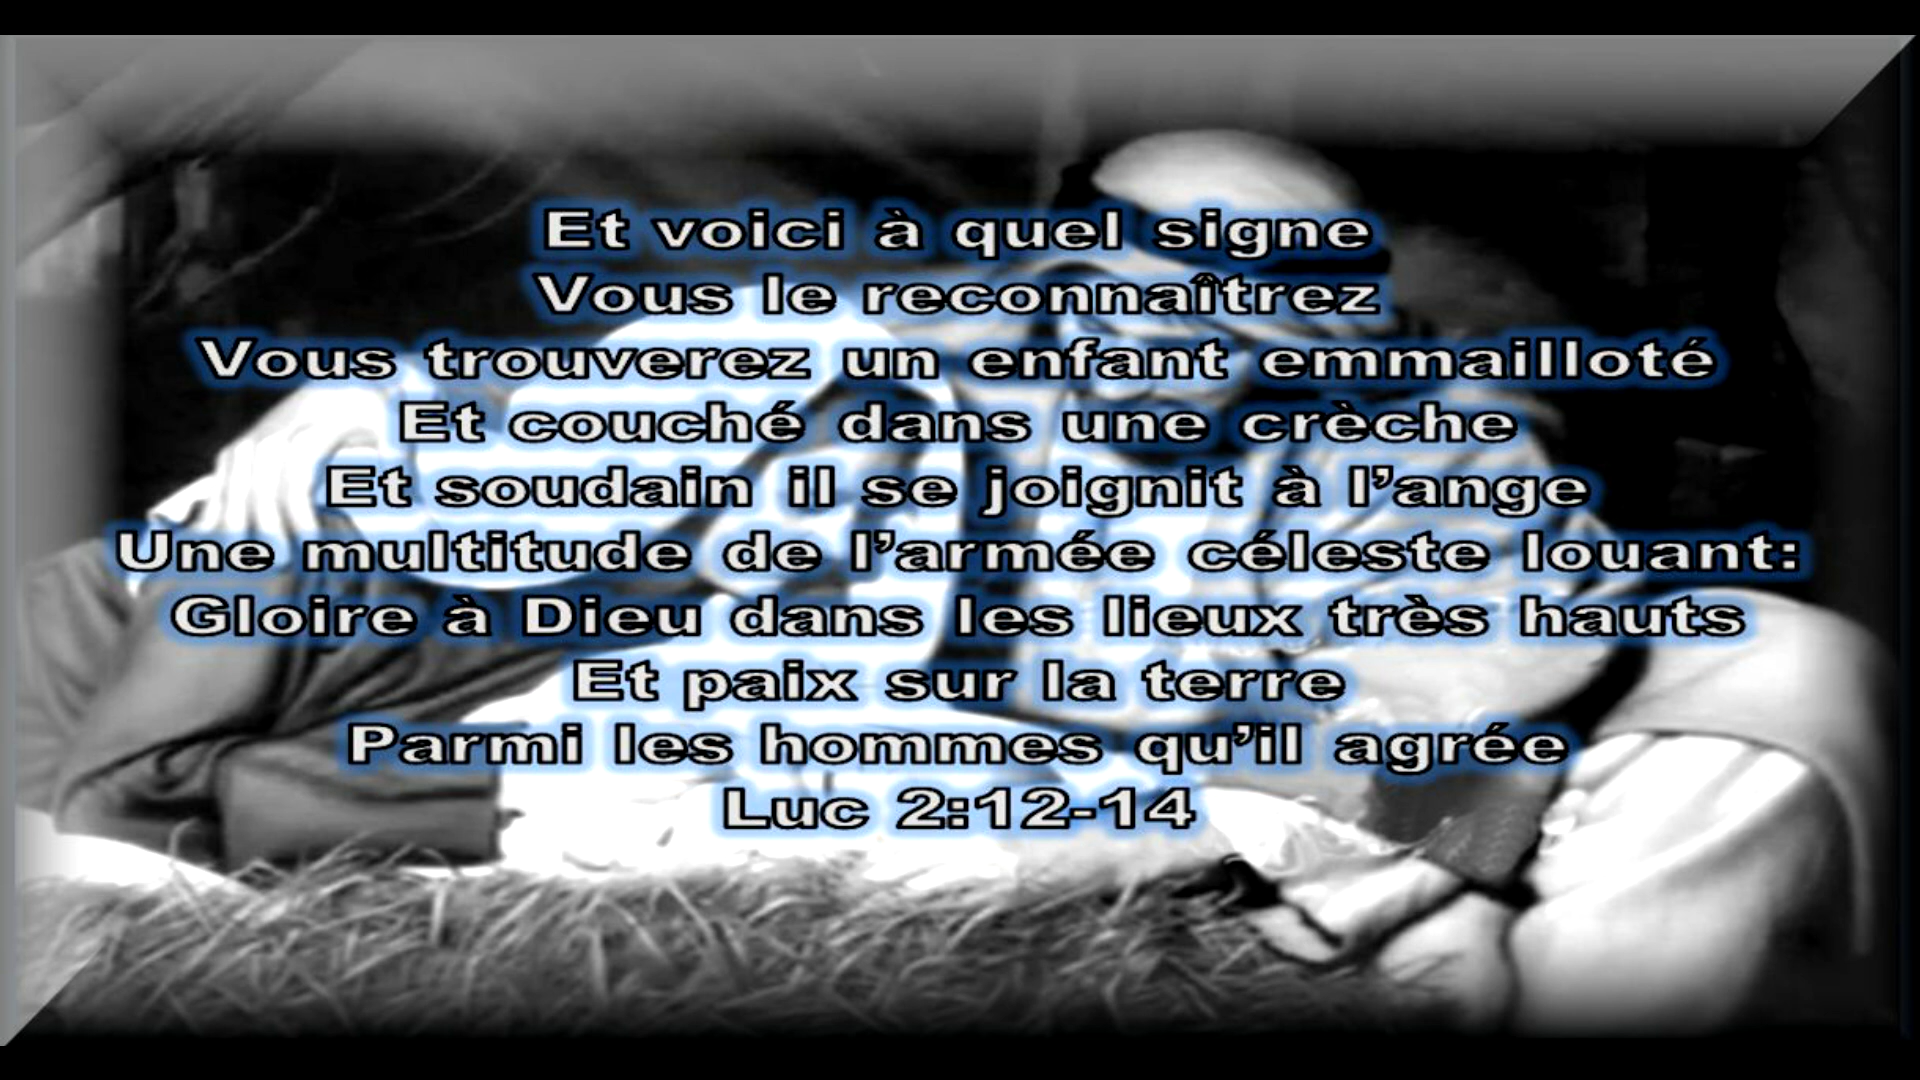 Et voici à quel signe
Vous le reconnaîtrez
Vous trouverez un enfant emmailloté
Et couché dans une crèche
Et soudain il se joignit à l’ange
Une multitude de l’armée céleste louant:
Gloire à Dieu dans les lieux très hauts
Et paix sur la terre
Parmi les hommes qu’il agrée
Luc 2:12-14